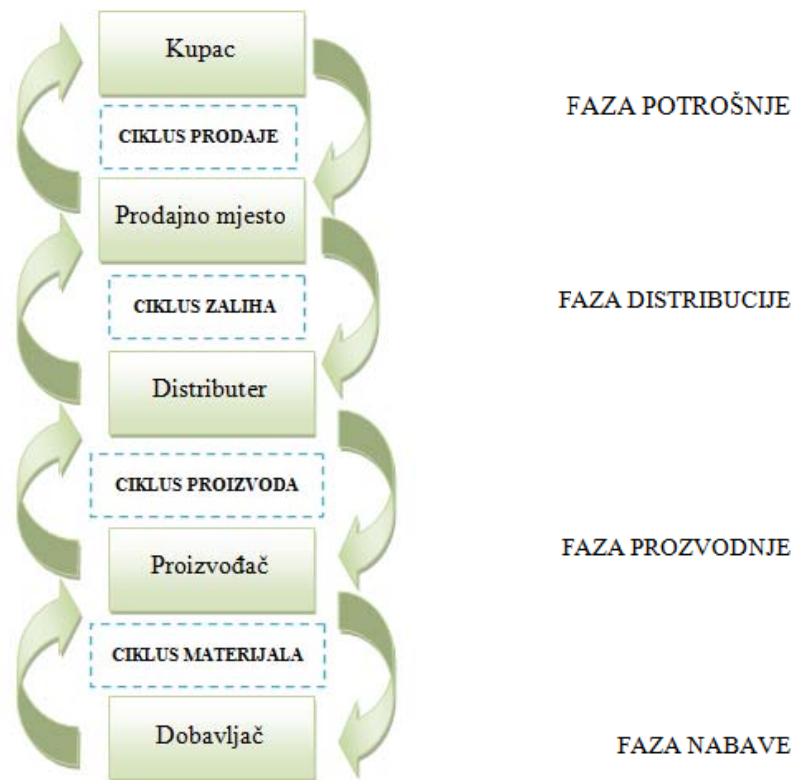 Kupac
CIKLUS PRODAJE
FAZA POTROŠNJE
Prodajno mjesto
CIKLUS ZALIHA
FAZA DISTRIBUCIJE
Distributer
CIKLUS PROIZVODA
Proizvođač
FAZA PROZVODNJE
CIKLUS MATERIJALA
Dobavljač
FAZA NABAVE